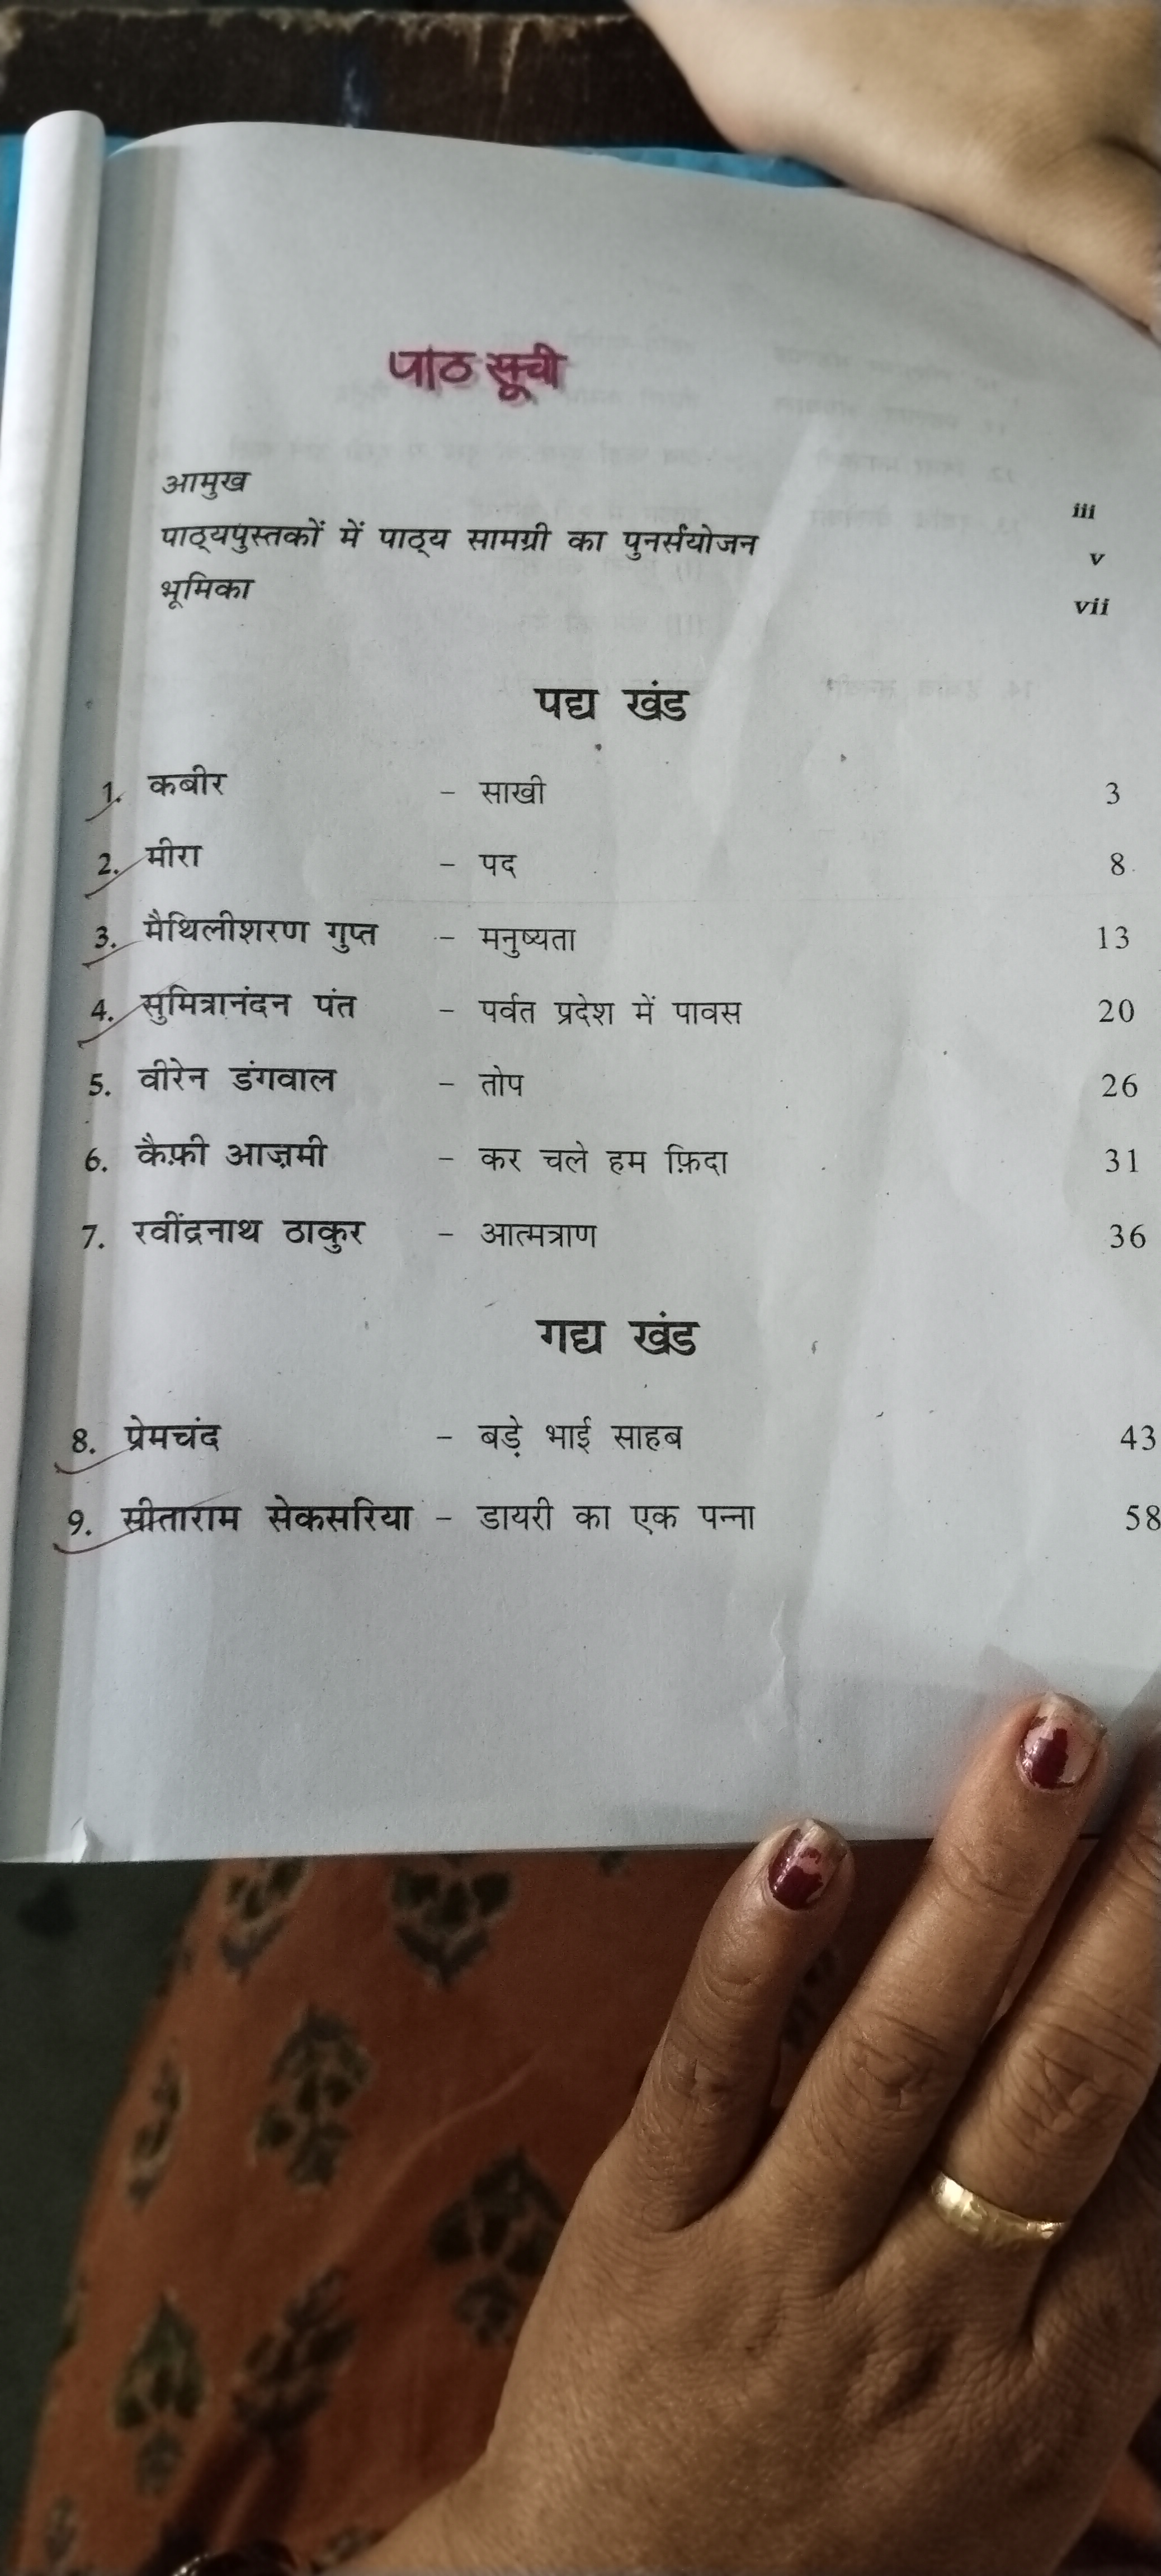 पाठ सूची
आमुख iii
पाठ्यपुस्तकों में पाठ्य सामग्री का पुनर्संयोजन v
भूमिका vii
पद्य खंड
1. कबीर – साखी 3
2. मीरा – पद 8
3. मैथिलीशरण गुप्त – मनुष्यता 13
4. सुमित्रानंदन पंत – पर्वत प्रदेश में पावस 20
5. वीरेन डंगवाल – तोप 26
6. कैफ़ी आज़मी – कर चले हम फ़िदा 31
7. रवींद्रनाथ ठाकुर – आत्मत्राण 36
गद्य खंड
8. प्रेमचंद – बड़े भाई साहब 43
9. सीताराम सेकसरिया – डायरी का एक पन्ना 58